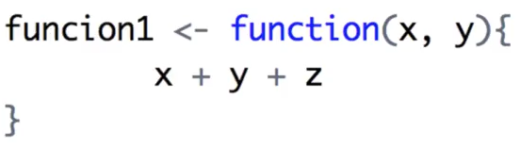 funcion1 <- function(x, y){
x + y + z
}